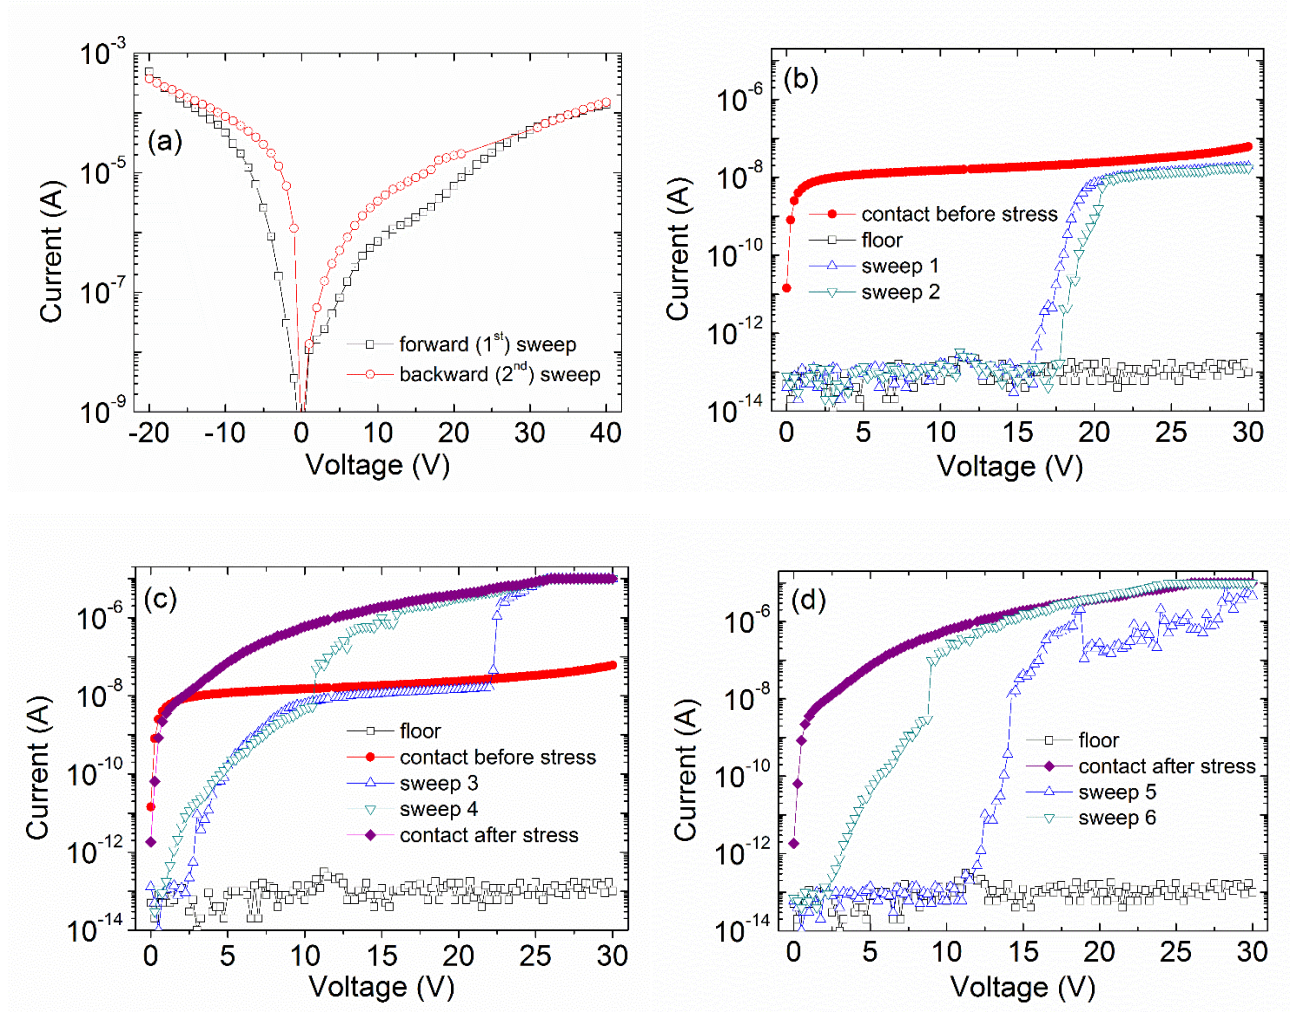 (a)
Current (A)
10^-3
10^-5
10^-7
10^-9
forward (1^st) sweep
backward (2^nd) sweep
-20 -10 0 10 20 30 40
Voltage (V)
(b)
Current (A)
10^-6
10^-8
10^-10
10^-12
10^-14
contact before stress
floor
sweep 1
sweep 2
0 5 10 15 20 25 30
Voltage (V)
(c)
Current (A)
10^-6
10^-8
10^-10
10^-12
10^-14
floor
contact before stress
sweep 3
sweep 4
contact after stress
0 5 10 15 20 25 30
Voltage (V)
(d)
Current (A)
10^-6
10^-8
10^-10
10^-12
10^-14
floor
contact after stress
sweep 5
sweep 6
0 5 10 15 20 25 30
Voltage (V)